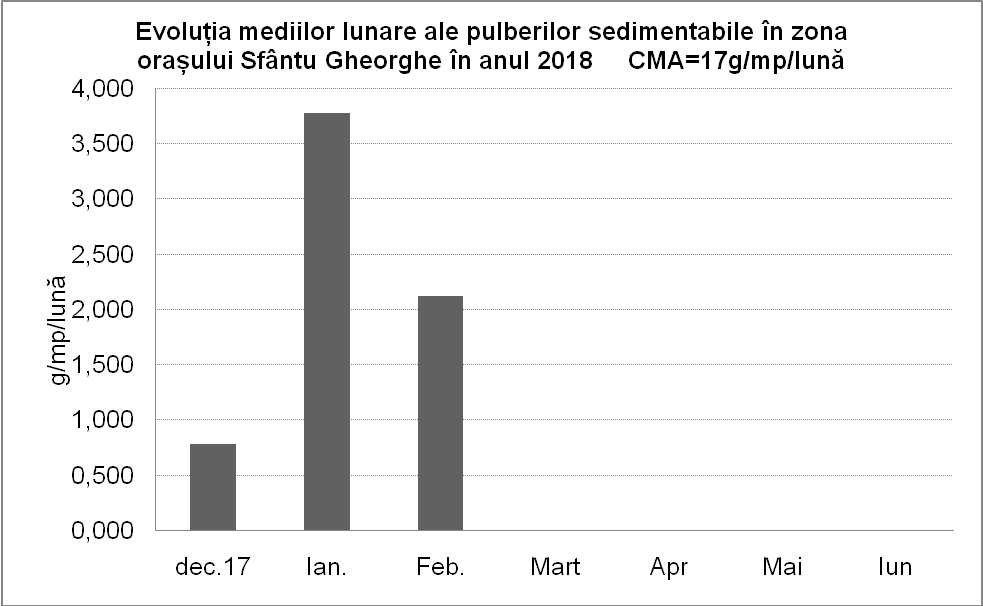 Evoluția mediilor lunare ale pulberilor sedimentabile în zona
orașului Sfântu Gheorghe în anul 2018 CMA=17g/mp/lună
4,000
3,500
3,000
2,500
2,000
1,500
1,000
0,500
0,000
g/mp/lună
dec.17 Ian. Feb. Mart Apr Mai Iun